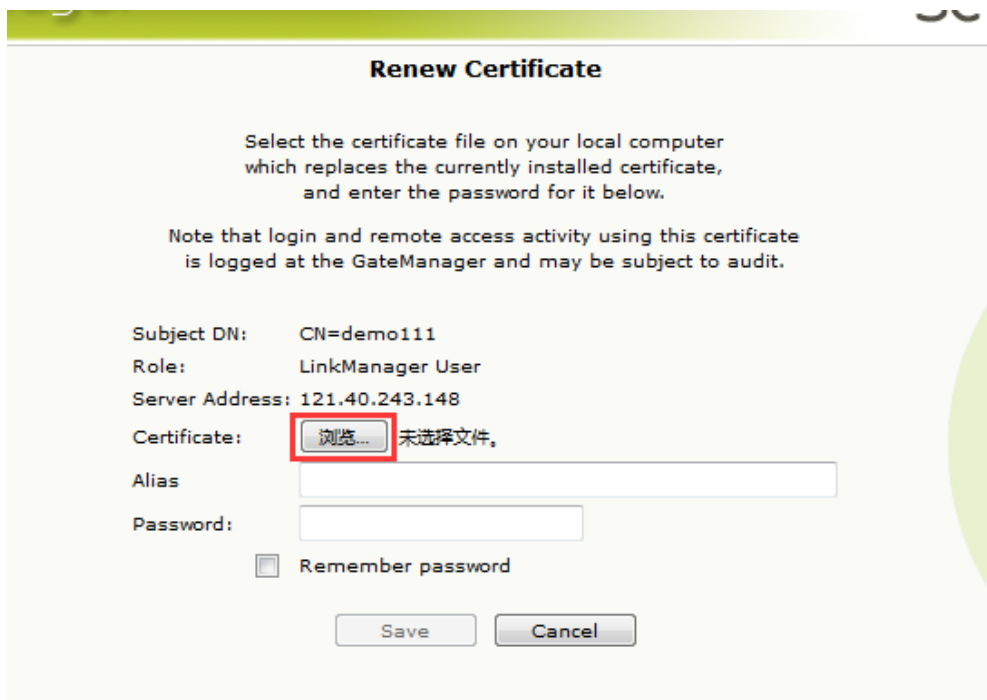 Renew Certificate
Select the certificate file on your local computer
which replaces the currently installed certificate,
and enter the password for it below.
Note that login and remote access activity using this certificate
is logged at the GateManager and may be subject to audit.
Subject DN: CN=demo111
Role: LinkManager User
Server Address: 121.40.243.148
Certificate: 浏览... 未选择文件。
Alias
Password:
Remember password
Save Cancel